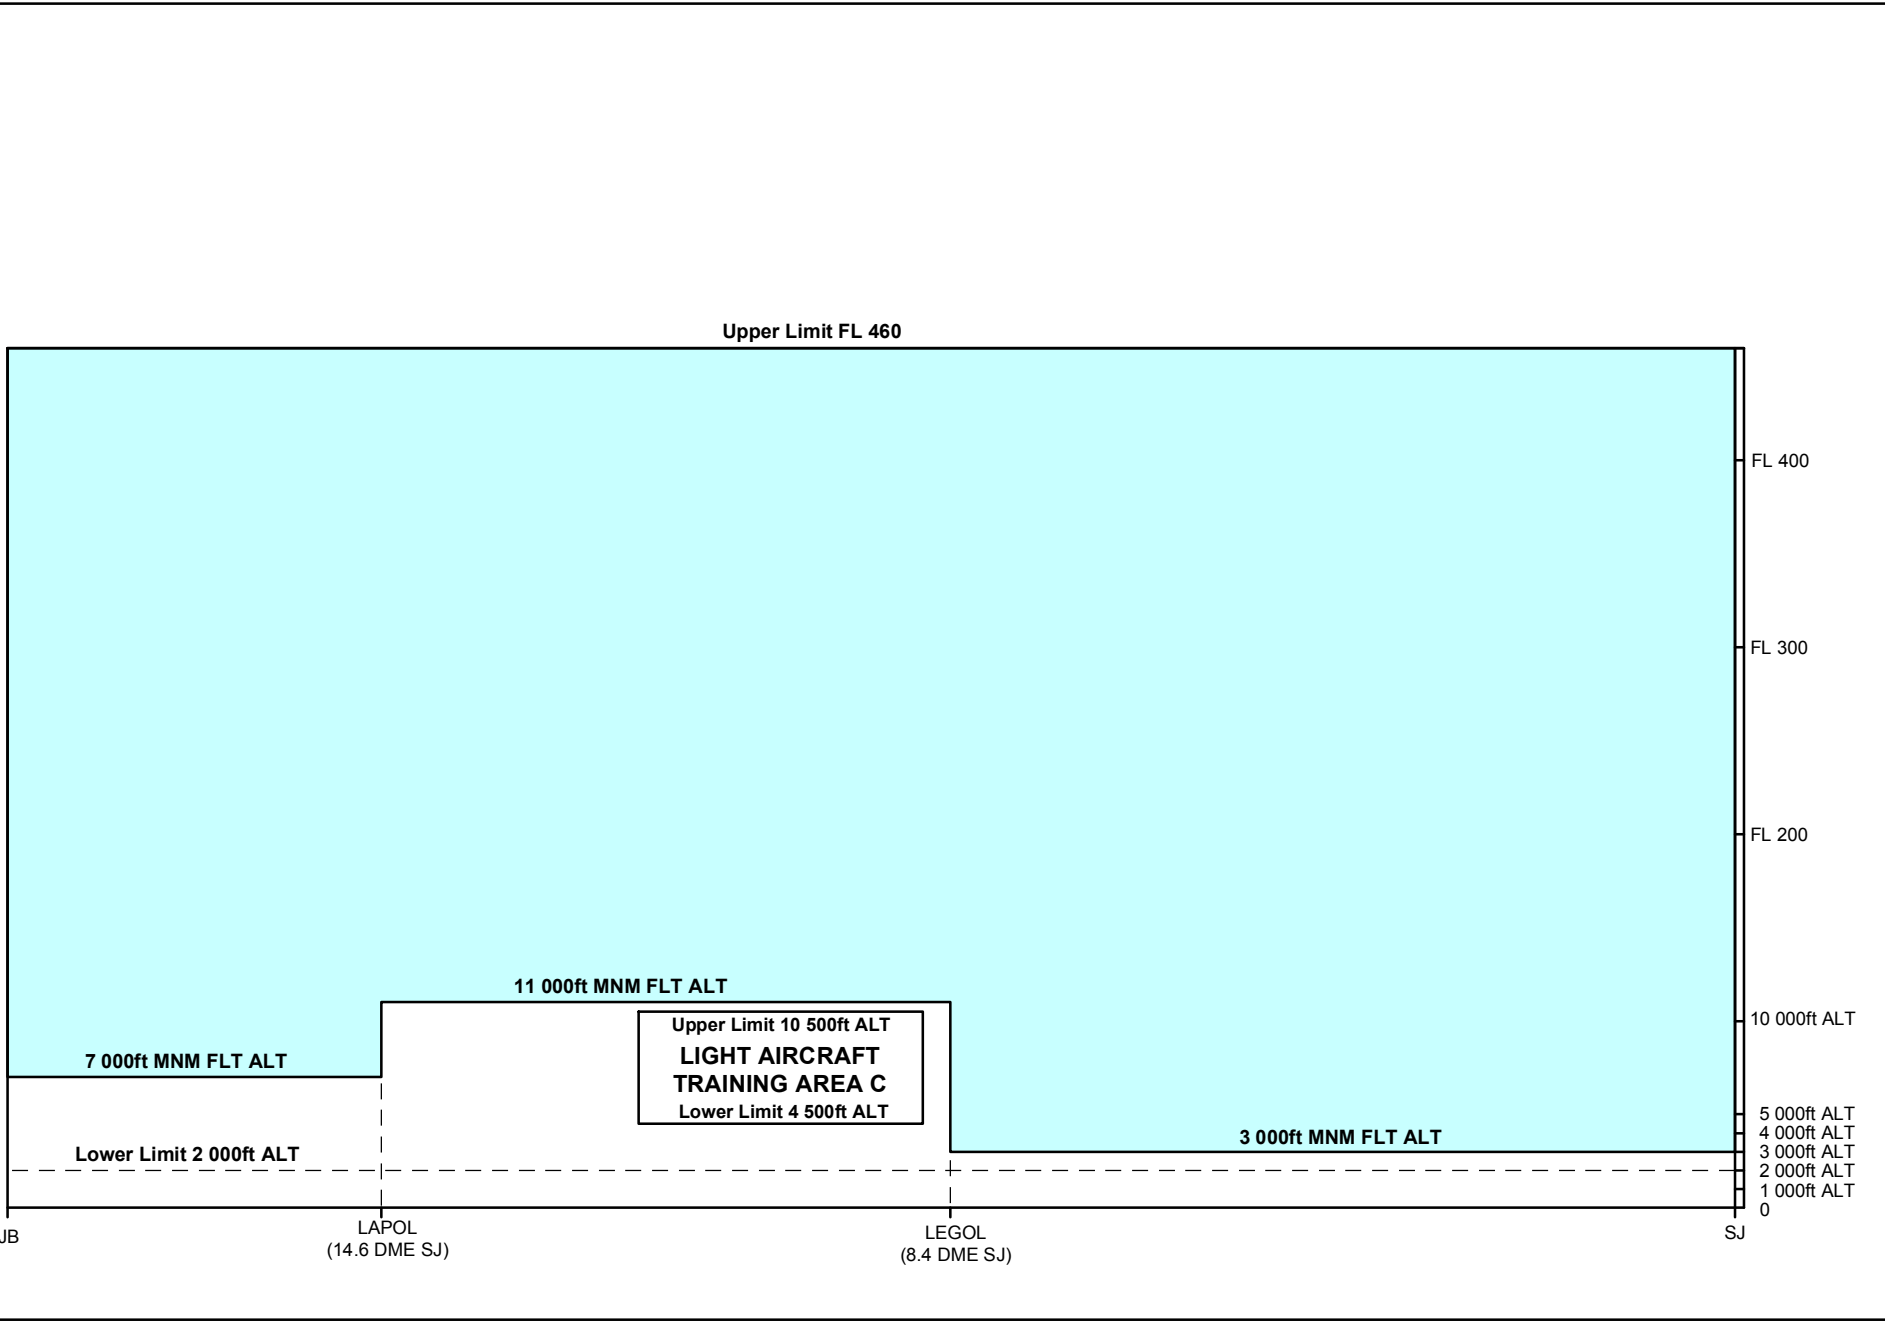 Upper Limit FL 460
FL 400
FL 300
FL 200
11 000ft MNM FLT ALT
Upper Limit 10 500ft ALT
10 000ft ALT
LIGHT AIRCRAFT
7 000ft MNM FLT ALT
TRAINING AREA C
Lower Limit 4 500ft ALT
5 000ft ALT
3 000ft MNM FLT ALT
4 000ft ALT
Lower Limit 2 000ft ALT
3 000ft ALT
2 000ft ALT
1 000ft ALT
0
JB
LAPOL
(14.6 DME SJ)
LEGOL
(8.4 DME SJ)
SJ